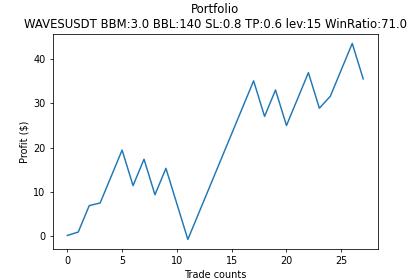 Portfolio
WAVESUSDT BBM:3.0 BBL:140 SL:0.8 TP:0.6 lev:15 WinRatio:71.0
40
30
20
10
0
Profit ($)
0 5 10 15 20 25
Trade counts